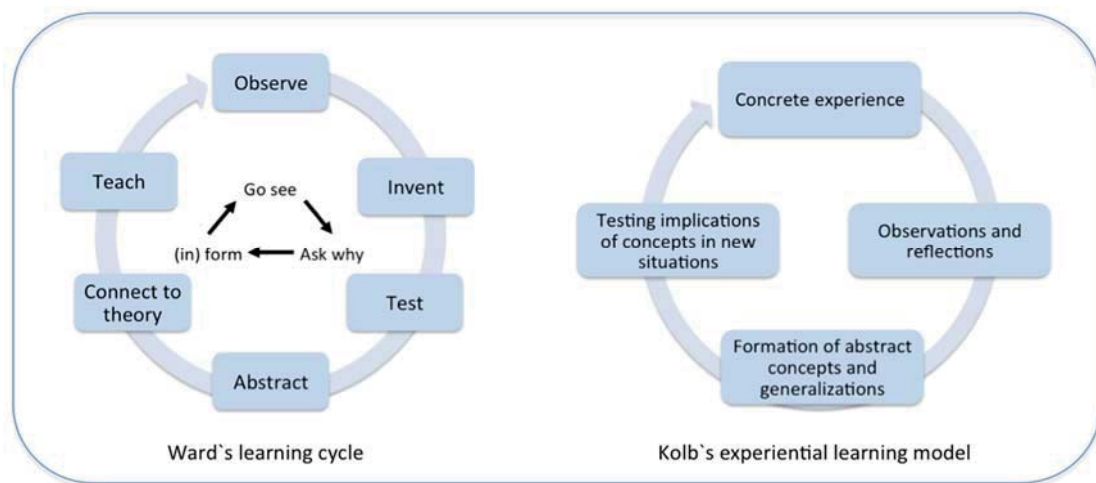 Observe
Teach
Invent
Go see
(in) form
Ask why
Connect to
theory
Test
Abstract
Ward`s learning cycle
Concrete experience
Testing implications
of concepts in new
situations
Observations and
reflections
Formation of abstract
concepts and
generalizations
Kolb`s experiential learning model